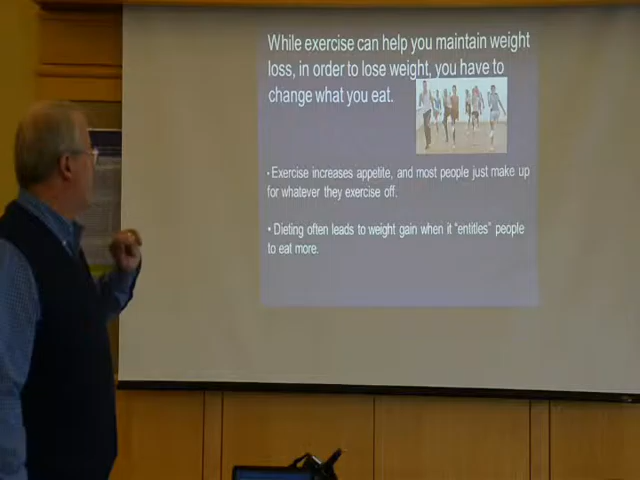 While exercise can help you maintain weight
loss, in order to lose weight, you have to
change what you eat.
• Exercise increases appetite, and most people just make up
for whatever they exercise off.
• Dieting often leads to weight gain when it “entitles” people
to eat more.